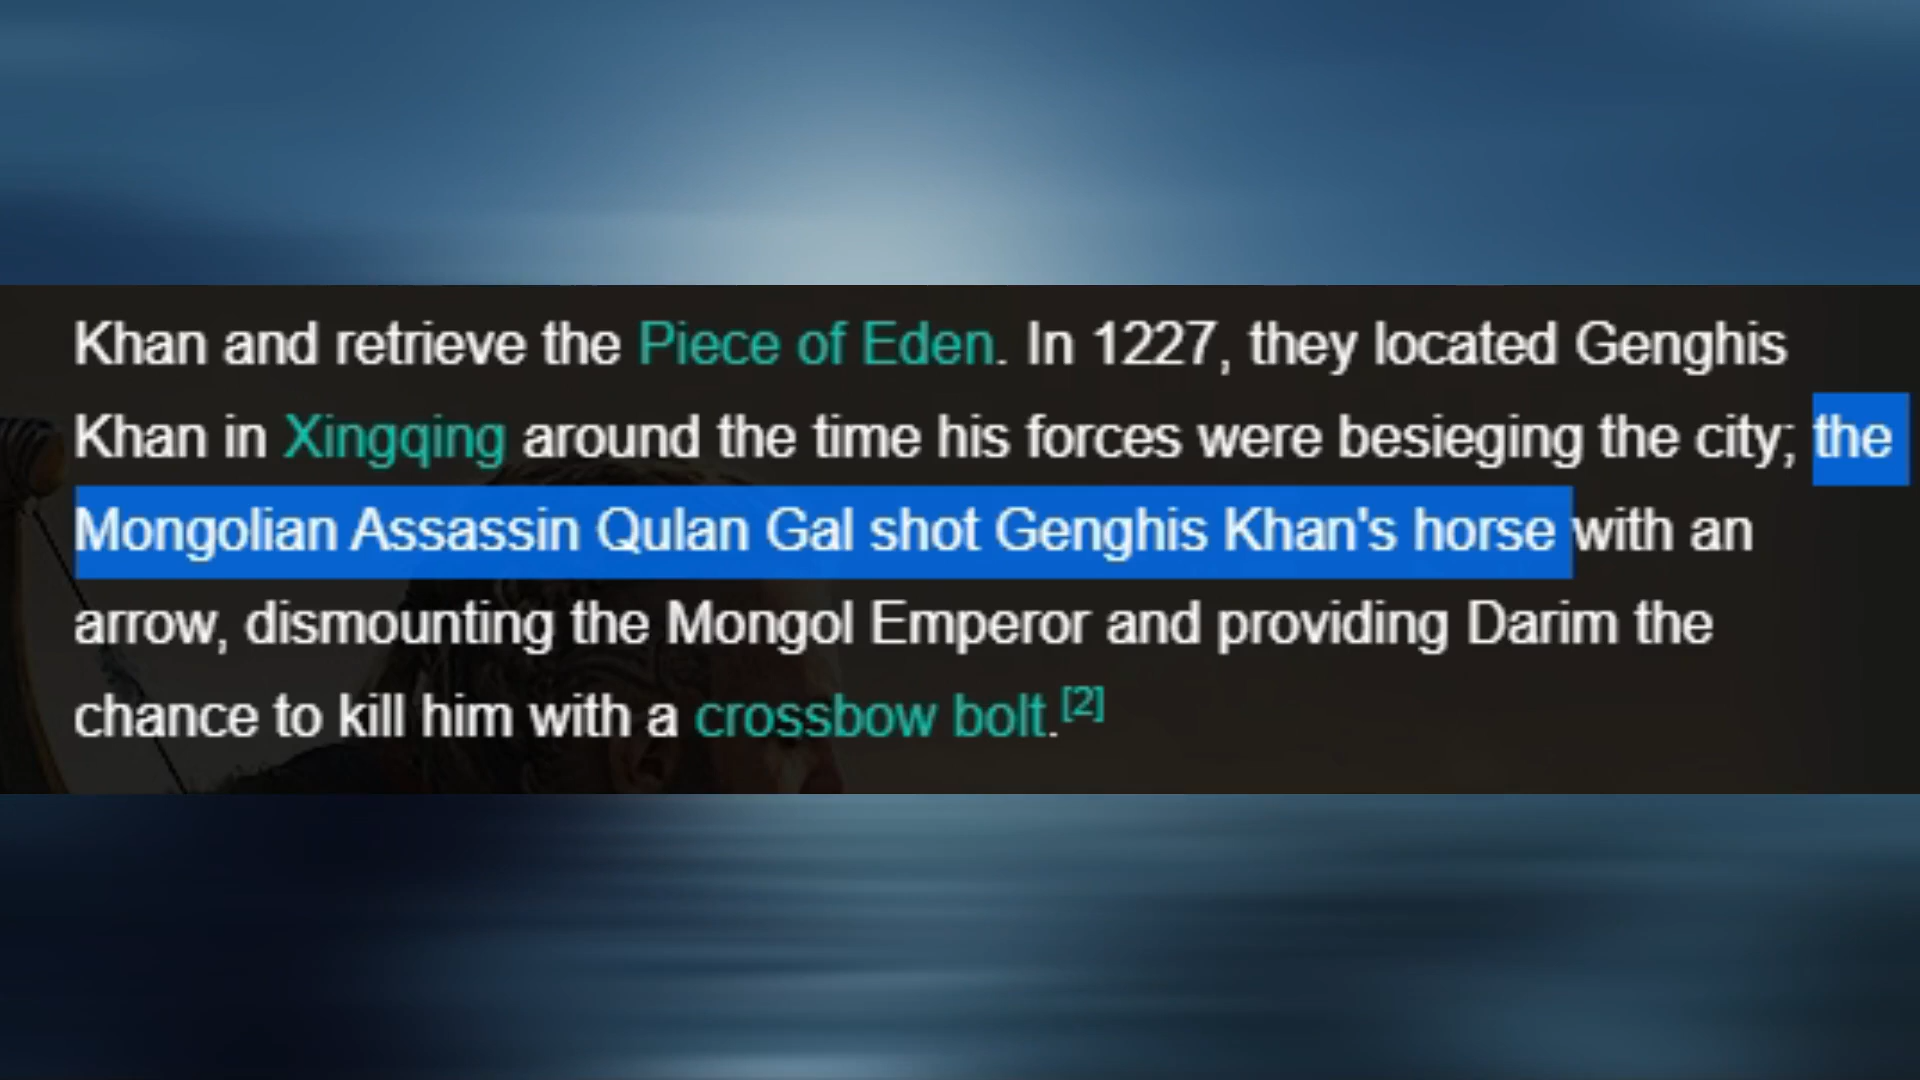 Khan and retrieve the Piece of Eden. In 1227, they located Genghis
Khan in Xingqing around the time his forces were besieging the city; the
Mongolian Assassin Qulan Gal shot Genghis Khan's horse with an
arrow, dismounting the Mongol Emperor and providing Darim the
chance to kill him with a crossbow bolt.[2]